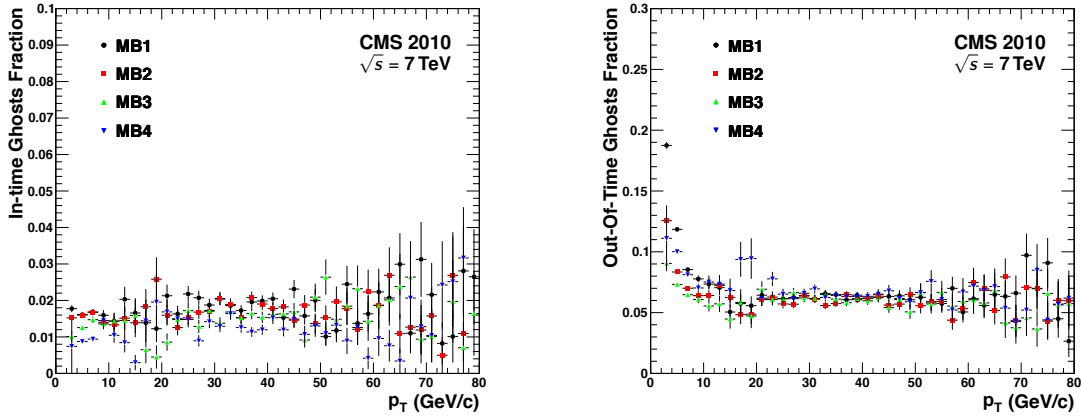 In-time Ghosts Fraction
0.1
0.09
0.08
0.07
0.06
0.05
0.04
0.03
0.02
0.01
0
MB1
MB2
MB3
MB4
CMS 2010
√s = 7 TeV
0 10 20 30 40 50 60 70 80
p_T (GeV/c)
Out-Of-Time Ghosts Fraction
0.3
0.25
0.2
0.15
0.1
0.05
0
MB1
MB2
MB3
MB4
CMS 2010
√s = 7 TeV
0 10 20 30 40 50 60 70 80
p_T (GeV/c)